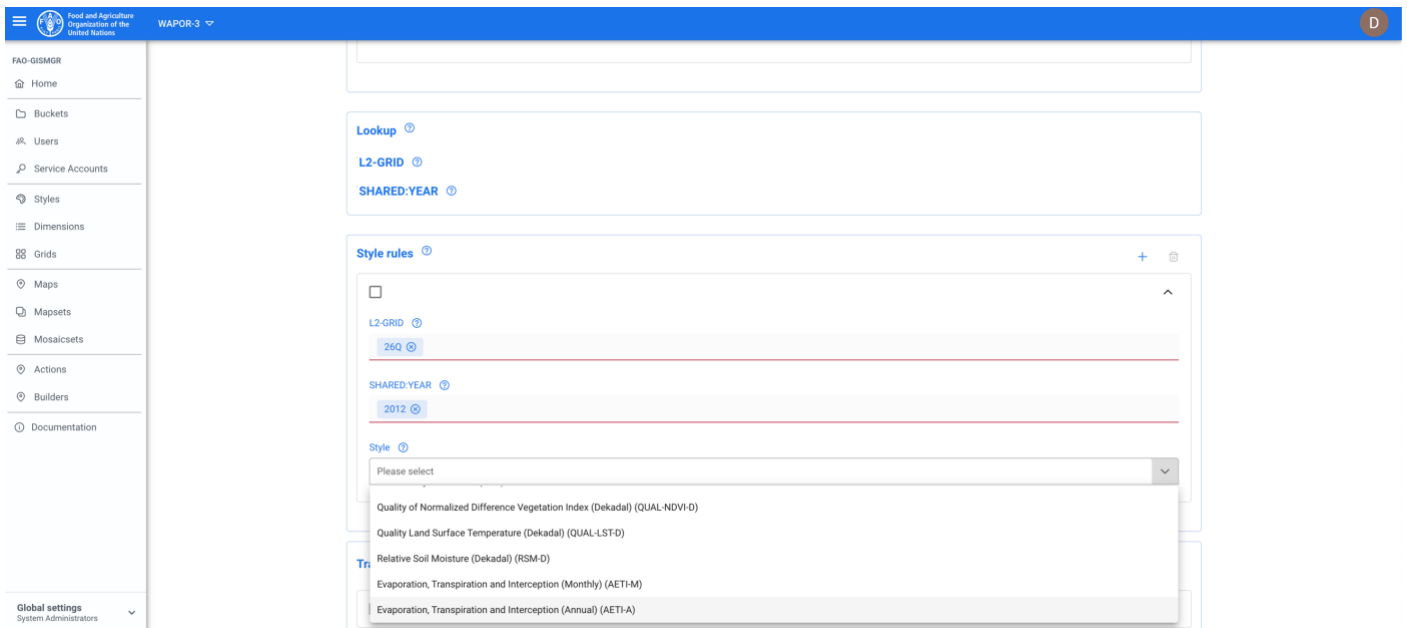 Food and Agriculture
Organization of the
United Nations
WAPOR-3
D
FAO-GISMGR
Home
Buckets
Users
Service Accounts
Styles
Dimensions
Grids
Maps
Mapsets
Mosaicsets
Actions
Builders
Documentation
Global settings
System Administrators
Lookup
L2-GRID
SHARED:YEAR
Style rules
L2-GRID
26Q
SHARED:YEAR
2012
Style
Please select
Quality of Normalized Difference Vegetation Index (Dekadal) (QUAL-NDVI-D)
Quality Land Surface Temperature (Dekadal) (QUAL-LST-D)
Relative Soil Moisture (Dekadal) (RSM-D)
Evaporation, Transpiration and Interception (Monthly) (AETI-M)
Evaporation, Transpiration and Interception (Annual) (AETI-A)